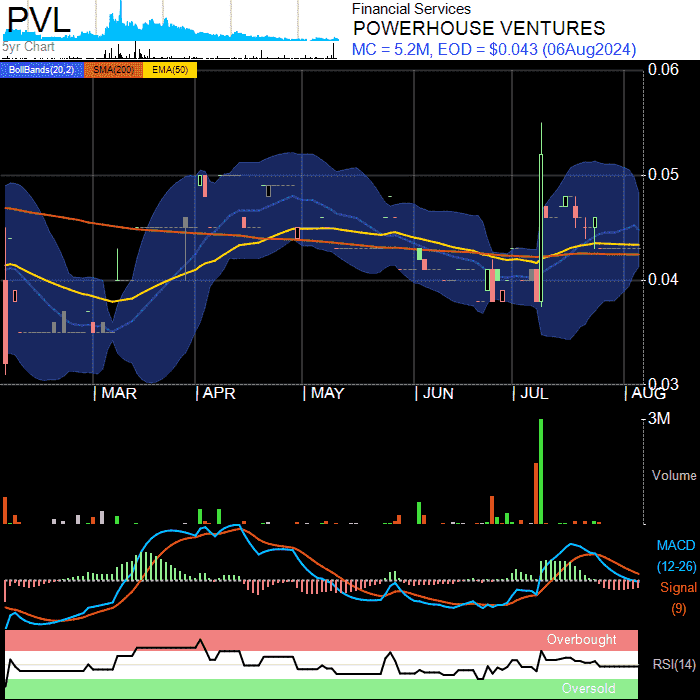 PVL
5yr Chart
Financial Services
POWERHOUSE VENTURES
MC = 5.2M, EOD = $0.043 (06Aug2024)
BollBands(20,2) SMA(200) EMA(50)
0.06
0.05
0.04
0.03
MAR APR MAY JUN JUL AUG
3M
Volume
MACD
(12-26)
Signal
(9)
Overbought
RSI(14)
Oversold